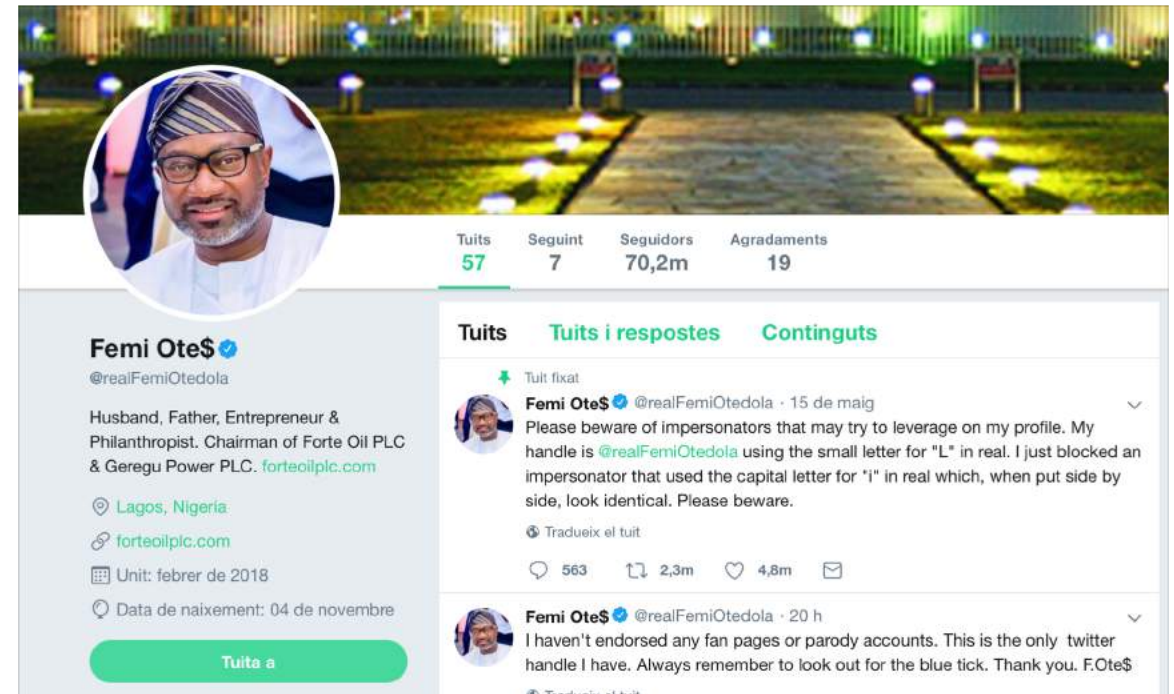 Tuits Seguint Seguidors Agradaments
57 7 70,2m 19
Femi Ote$
@realFemiOtedola
Husband, Father, Entrepreneur &
Philanthropist. Chairman of Forte Oil PLC
& Geregu Power PLC. forteoilplc.com
Lagos, Nigeria
forteoilplc.com
Unit: febrer de 2018
Data de naixement: 04 de novembre
Tuita a
Tuits Tuits i respostes Continguts
Tuit fixat
Femi Ote$ @realFemiOtedola · 15 de maig
Please beware of impersonators that may try to leverage on my profile. My
handle is @realFemiOtedola using the small letter for "L" in real. I just blocked an
impersonator that used the capital letter for "i" in real which, when put side by
side, look identical. Please beware.
Tradueix el tuit
563 2,3m 4,8m
Femi Ote$ @realFemiOtedola · 20 h
I haven't endorsed any fan pages or parody accounts. This is the only twitter
handle I have. Always remember to look out for the blue tick. Thank you. F.Ote$
Tradueix el tuit